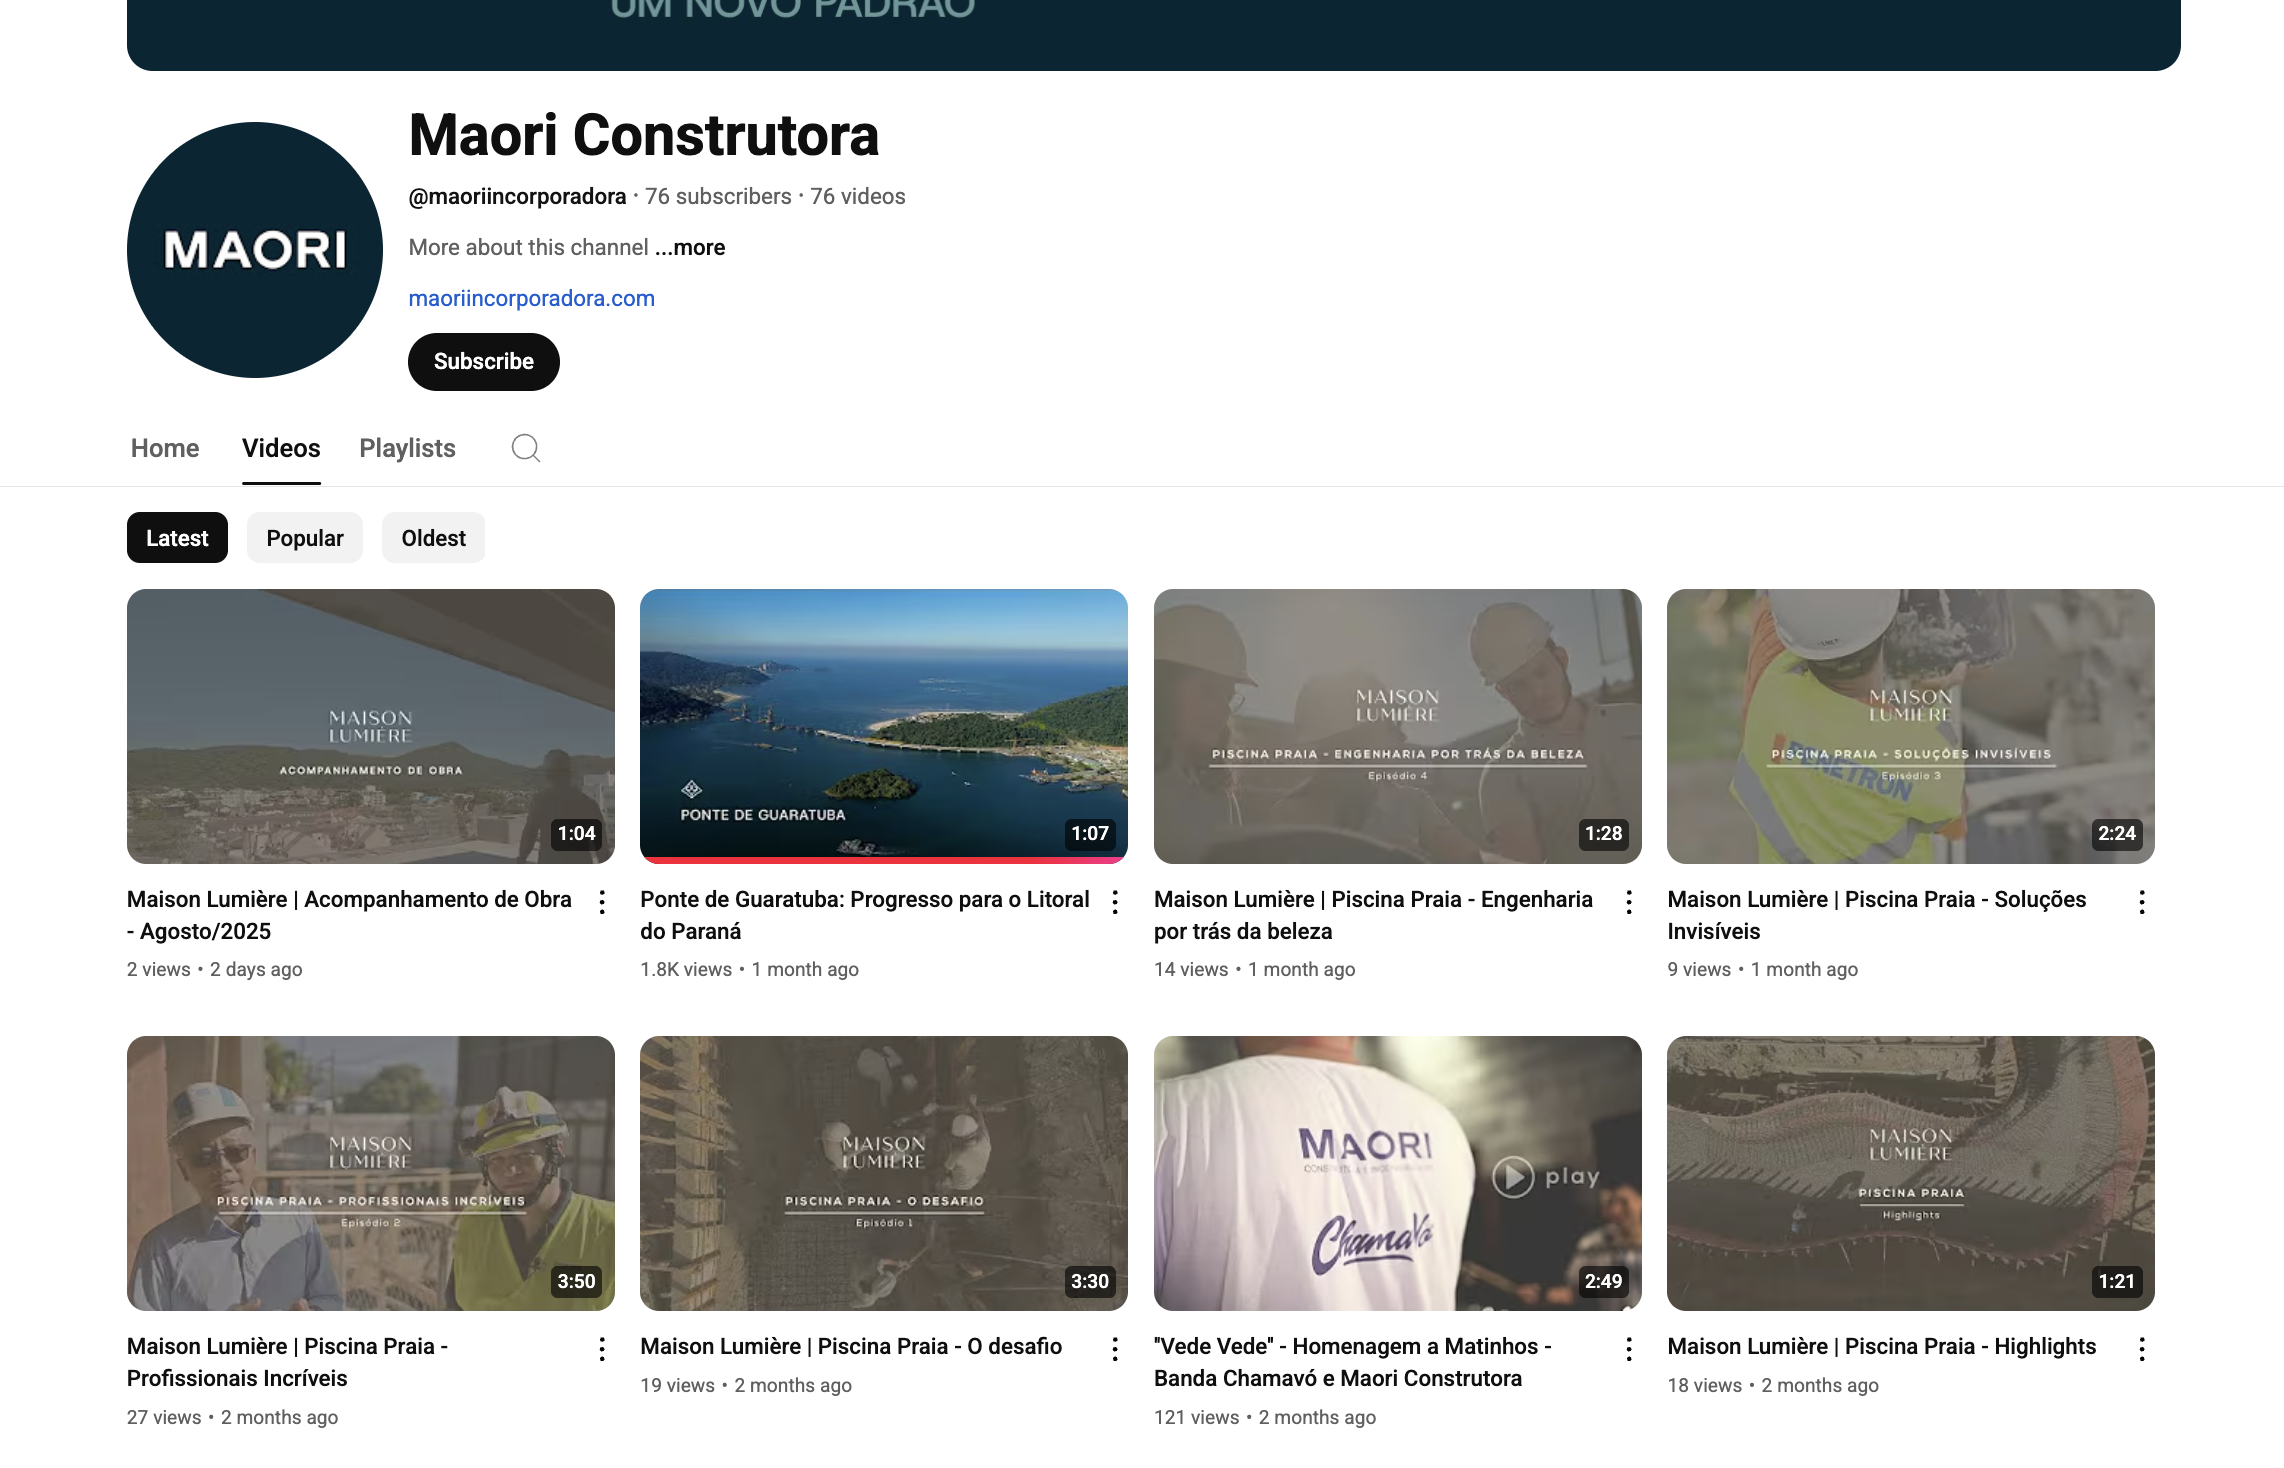 UM NOVO PADRÃO
MAORI
Maori Construtora
@maoriincorporadora · 76 subscribers · 76 videos
More about this channel ...more
maoriincorporadora.com
Subscribe
Home Videos Playlists
Latest Popular Oldest
MAISON
LUMIÈRE
ACOMPANHAMENTO DE OBRA
1:04
Maison Lumière | Acompanhamento de Obra
- Agosto/2025
2 views • 2 days ago
PONTE DE GUARATUBA
1:07
Ponte de Guaratuba: Progresso para o Litoral
do Paraná
1.8K views • 1 month ago
MAISON
LUMIÈRE
PISCINA PRAIA - ENGENHARIA POR TRÁS DA BELEZA
Episódio 4
1:28
Maison Lumière | Piscina Praia - Engenharia
por trás da beleza
14 views • 1 month ago
MAISON
LUMIÈRE
PISCINA PRAIA - SOLUÇÕES INVISÍVEIS
Episódio 3
PENETRON
2:24
Maison Lumière | Piscina Praia - Soluções
Invisíveis
9 views • 1 month ago
MAISON
LUMIÈRE
PISCINA PRAIA - PROFISSIONAIS INCRÍVEIS
Episódio 2
3:50
Maison Lumière | Piscina Praia -
Profissionais Incríveis
27 views • 2 months ago
MAISON
LUMIÈRE
PISCINA PRAIA - O DESAFIO
Episódio 1
3:30
Maison Lumière | Piscina Praia - O desafio
19 views • 2 months ago
MAORI
ChamaVó
play
2:49
"Vede Vede" - Homenagem a Matinhos -
Banda Chamavó e Maori Construtora
121 views • 2 months ago
MAISON
LUMIÈRE
PISCINA PRAIA
Highlights
1:21
Maison Lumière | Piscina Praia - Highlights
18 views • 2 months ago